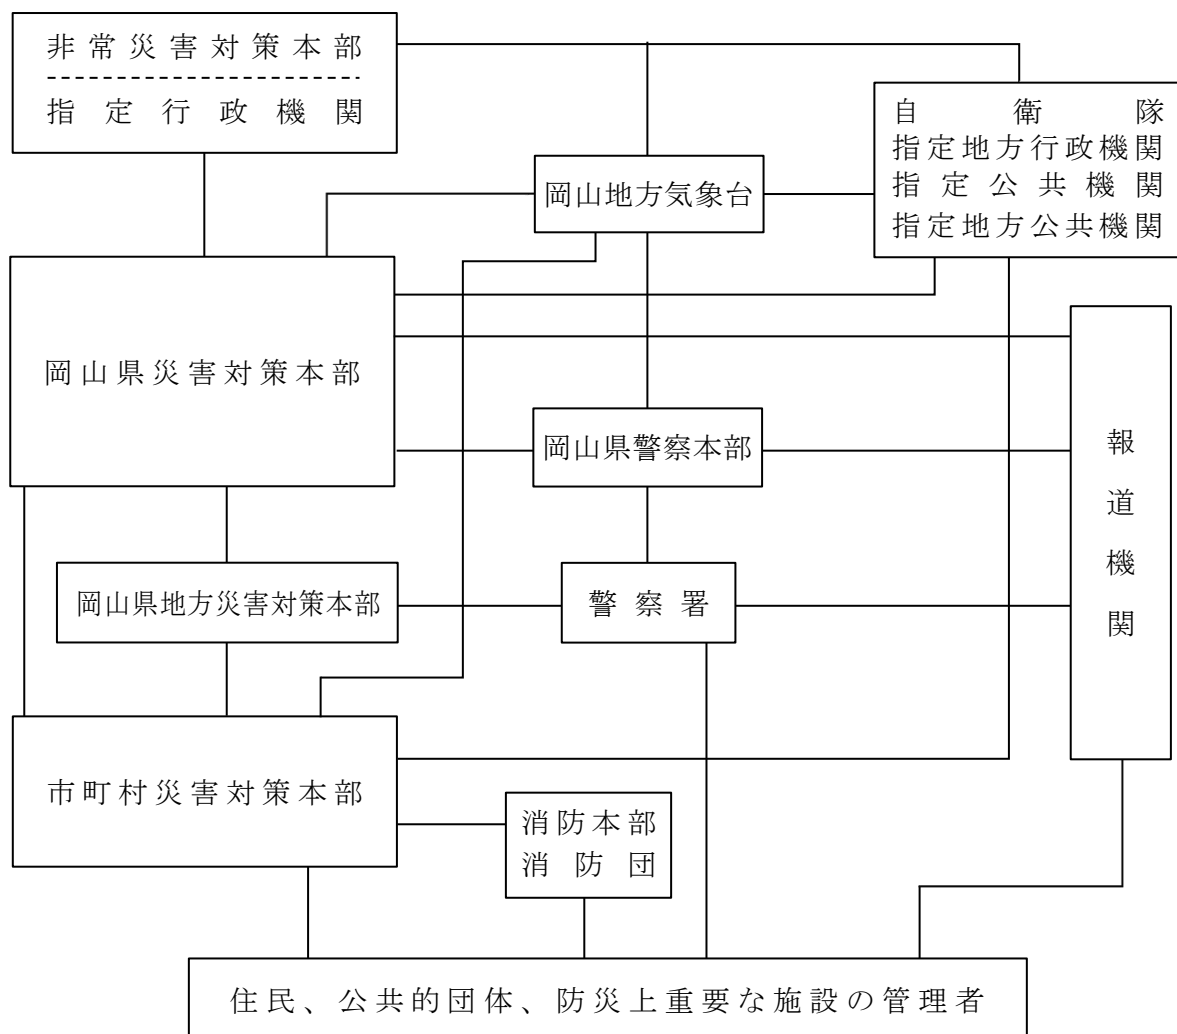 非常災害対策本部
指定行政機関
自衛隊
指定地方行政機関
指定公共機関
指定地方公共機関
岡山地方気象台
岡山県災害対策本部
岡山県警察本部
報道機関
岡山県地方災害対策本部
警察署
市町村災害対策本部
消防本部
消防団
住民、公共的団体、防災上重要な施設の管理者